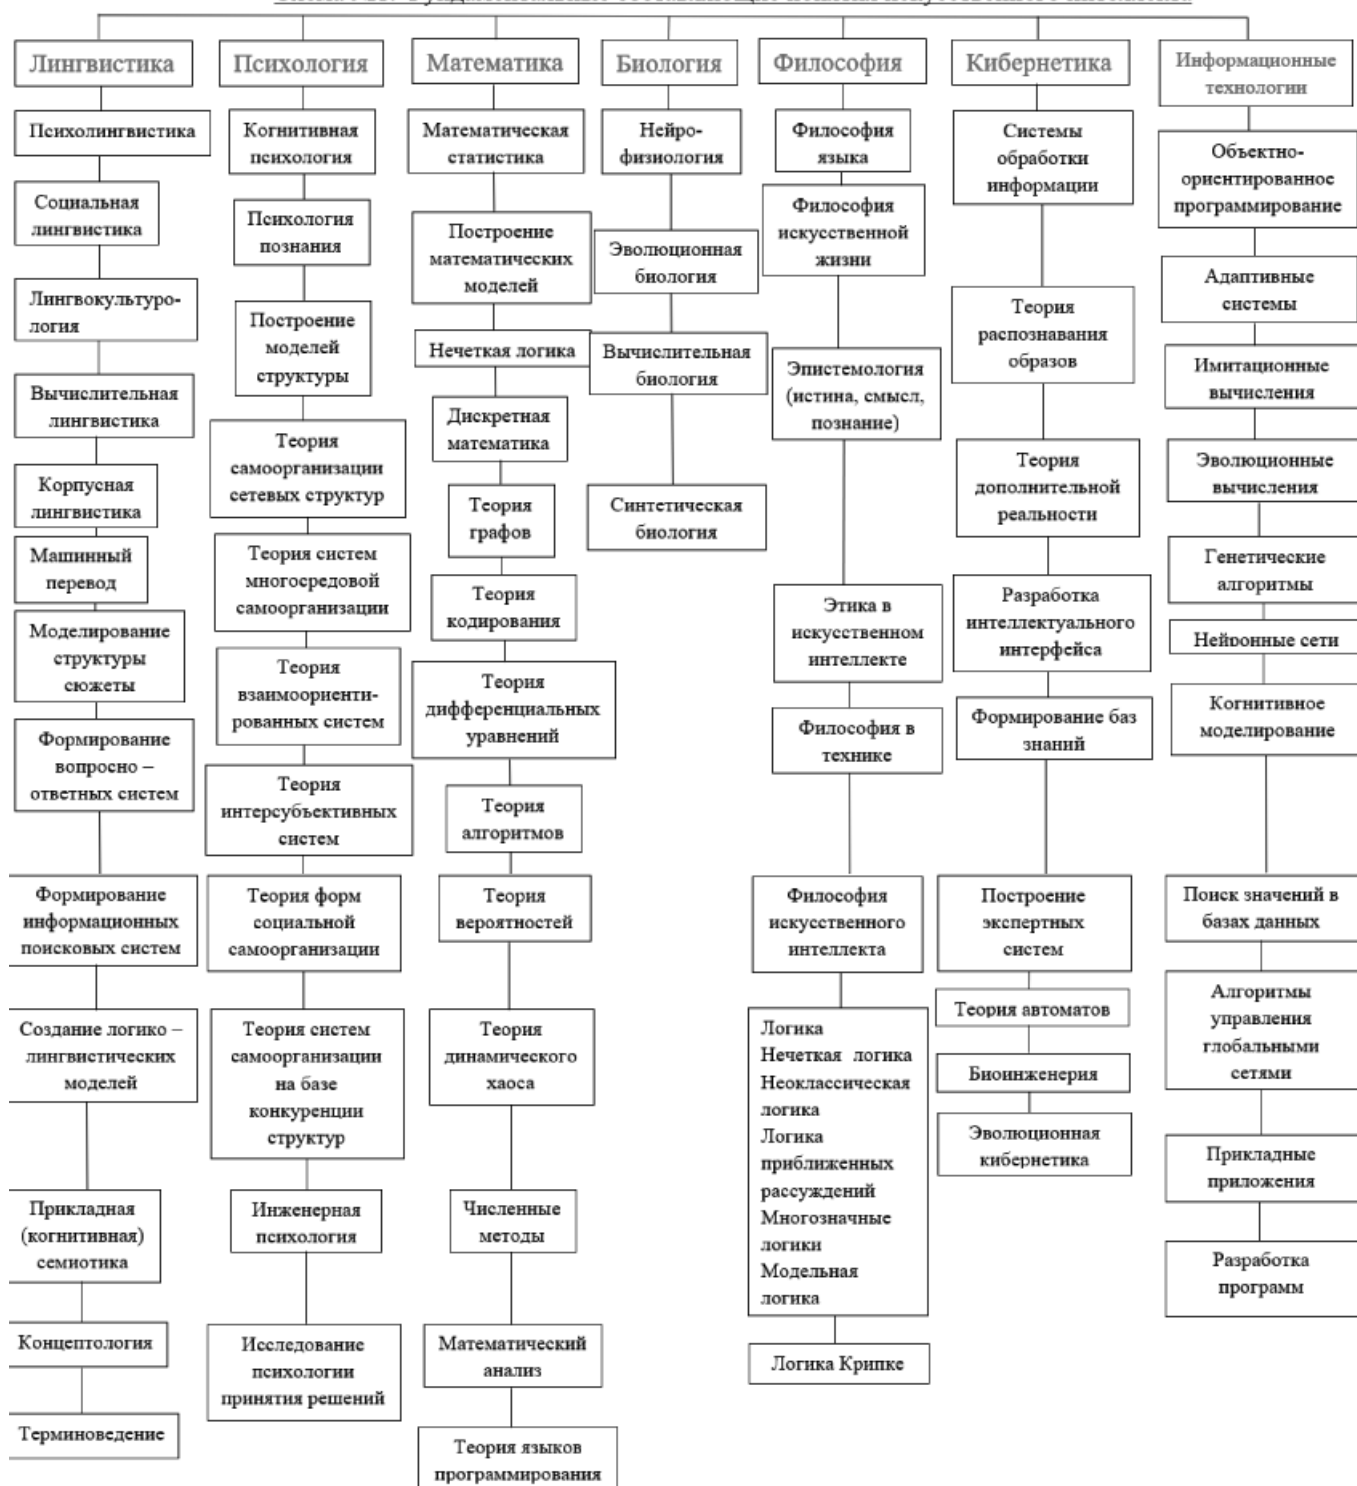 Лингвистика
Психолингвистика
Социальная
лингвистика
Лингвокультуро-
логия
Вычислительная
лингвистика
Корпусная
лингвистика
Машинный
перевод
Моделирование
структуры
сюжеты
Формирование
вопросно –
ответных систем
Формирование
информационных
поисковых систем
Создание логико –
лингвистических
моделей
Прикладная
(когнитивная)
семиотика
Концептология
Терминоведение
Психология
Когнитивная
психология
Психология
познания
Построение
моделей
структуры
Теория
самоорганизации
сетевых структур
Теория систем
многосредовой
самоорганизации
Теория
взаимоориенти-
рованных систем
Теория
интерсубъективных
систем
Теория форм
социальной
самоорганизации
Теория систем
самоорганизации
на базе
конкуренции
структур
Инженерная
психология
Исследование
психологии
принятия решений
Математика
Математическая
статистика
Построение
математических
моделей
Нечеткая логика
Дискретная
математика
Теория
графов
Теория
кодирования
Теория
дифференциальных
уравнений
Теория
алгоритмов
Теория
вероятностей
Теория
динамического
хаоса
Численные
методы
Математический
анализ
Теория языков
программирования
Биология
Нейро-
физиология
Эволюционная
биология
Вычислительная
биология
Синтетическая
биология
Философия
Философия
языка
Философия
искусственной
жизни
Эпистемология
(истина, смысл,
познание)
Этика в
искусственном
интеллекте
Философия в
технике
Философия
искусственного
интеллекта
Логика
Нечеткая логика
Неоклассическая
логика
Логика
приближенных
рассуждений
Многозначные
логики
Модельная
логика
Логика Крипке
Кибернетика
Системы
обработки
информации
Теория
распознавания
образов
Теория
дополнительной
реальности
Разработка
интеллектуального
интерфейса
Формирование баз
знаний
Построение
экспертных
систем
Теория автоматов
Биоинженерия
Эволюционная
кибернетика
Информационные
технологии
Объектно-
ориентированное
программирование
Адаптивные
системы
Имитационные
вычисления
Эволюционные
вычисления
Генетические
алгоритмы
Нейронные сети
Когнитивное
моделирование
Поиск значений в
базах данных
Алгоритмы
управления
глобальными
сетями
Прикладные
приложения
Разработка
программ